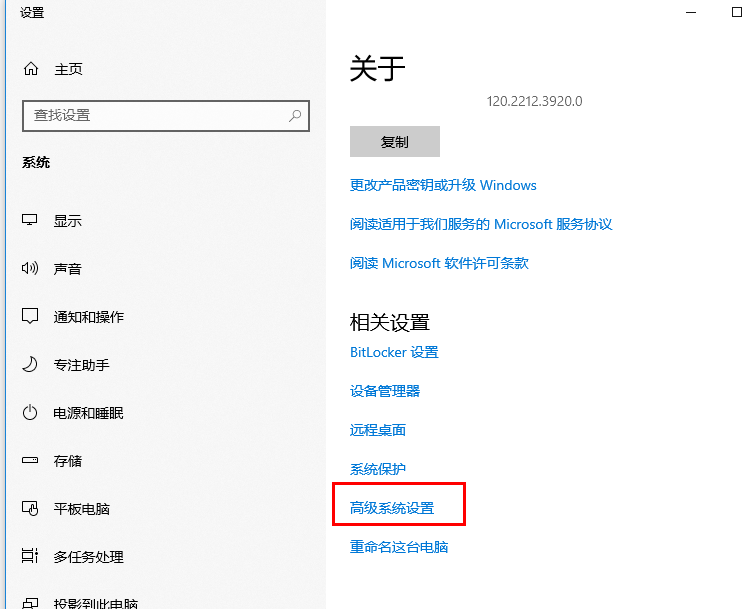 设置
主页
查找设置
系统
显示
声音
通知和操作
专注助手
电源和睡眠
存储
平板电脑
多任务处理
投影到此电脑
关于
120.2212.3920.0
复制
更改产品密钥或升级 Windows
阅读适用于我们服务的 Microsoft 服务协议
阅读 Microsoft 软件许可条款
相关设置
BitLocker 设置
设备管理器
远程桌面
系统保护
高级系统设置
重命名这台电脑